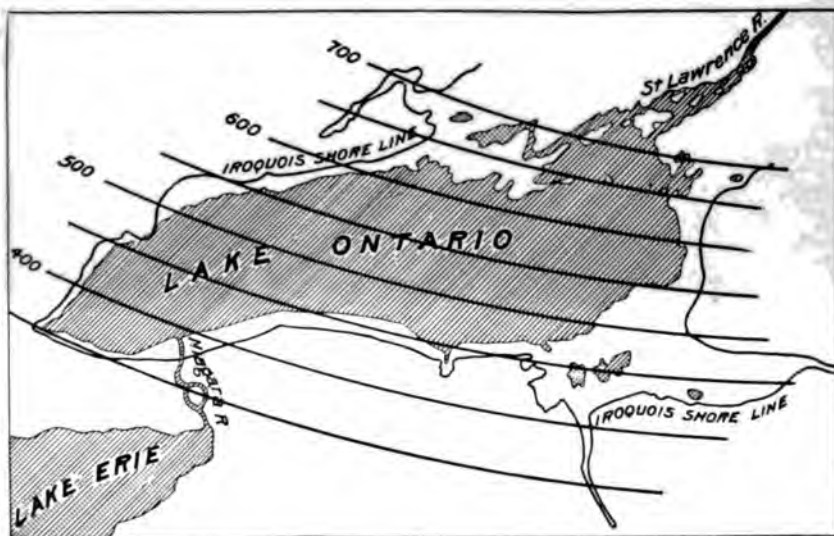 700
St Lawrence R.
600
IROQUOIS SHORE LINE
500
LAKE ONTARIO
400
Niagara R
IROQUOIS SHORE LINE
LAKE ERIE